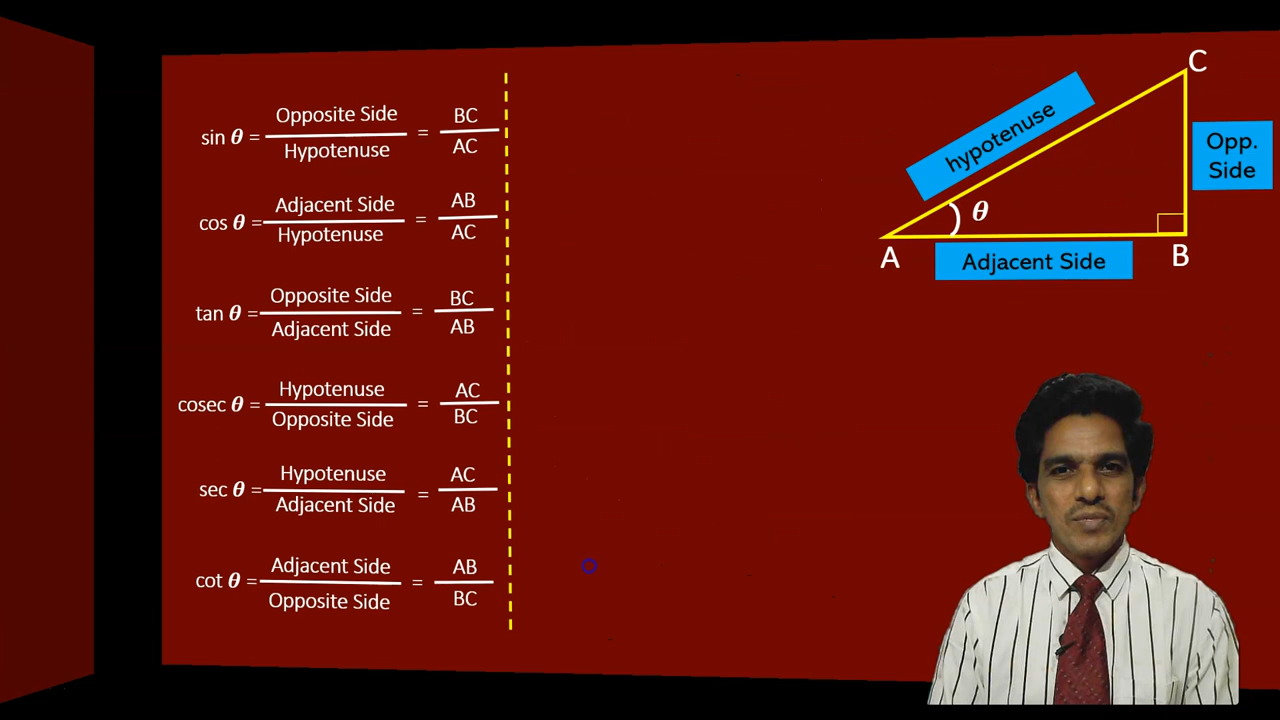 sin θ = Opposite Side / Hypotenuse = BC / AC
cos θ = Adjacent Side / Hypotenuse = AB / AC
tan θ = Opposite Side / Adjacent Side = BC / AB
cosec θ = Hypotenuse / Opposite Side = AC / BC
sec θ = Hypotenuse / Adjacent Side = AC / AB
cot θ = Adjacent Side / Opposite Side = AB / BC
C
hypotenuse
Opp.
Side
θ
A
B
Adjacent Side